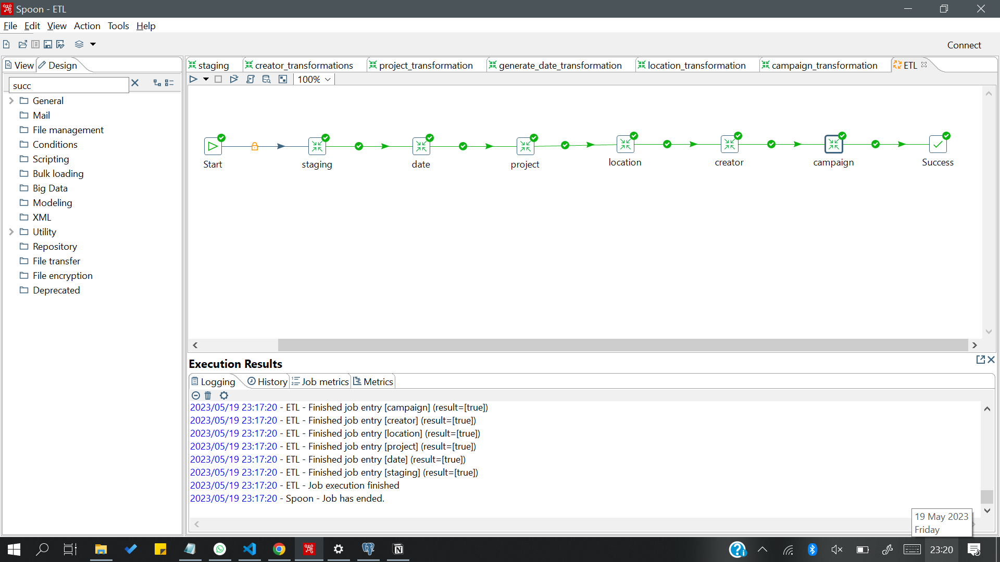 Spoon - ETL
File Edit View Action Tools Help
Connect
View Design
staging creator_transformations project_transformation generate_date_transformation location_transformation campaign_transformation ETL
succ
100%
General
Mail
File management
Conditions
Scripting
Bulk loading
Big Data
Modeling
XML
Utility
Repository
File transfer
File encryption
Deprecated
Start staging date project location creator campaign Success
Execution Results
Logging History Job metrics Metrics
2023/05/19 23:17:20 - ETL - Finished job entry [campaign] (result=[true])
2023/05/19 23:17:20 - ETL - Finished job entry [creator] (result=[true])
2023/05/19 23:17:20 - ETL - Finished job entry [location] (result=[true])
2023/05/19 23:17:20 - ETL - Finished job entry [project] (result=[true])
2023/05/19 23:17:20 - ETL - Finished job entry [date] (result=[true])
2023/05/19 23:17:20 - ETL - Finished job entry [staging] (result=[true])
2023/05/19 23:17:20 - ETL - Job execution finished
2023/05/19 23:17:20 - Spoon - Job has ended.
19 May 2023
Friday
23:20